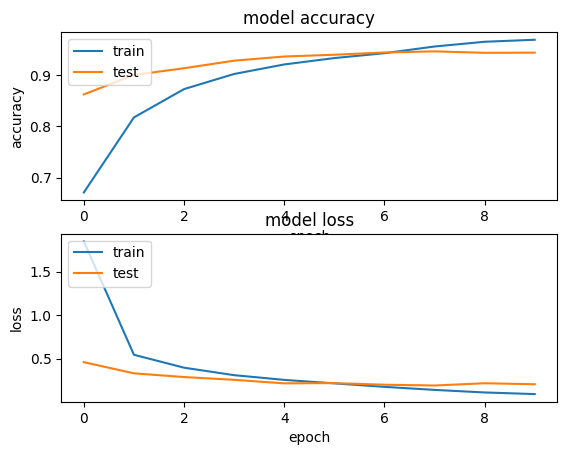 model accuracy
train
test
accuracy
0.9
0.8
0.7
0 2 4 6 8
epoch
model loss
train
test
loss
1.5
1.0
0.5
0 2 4 6 8
epoch